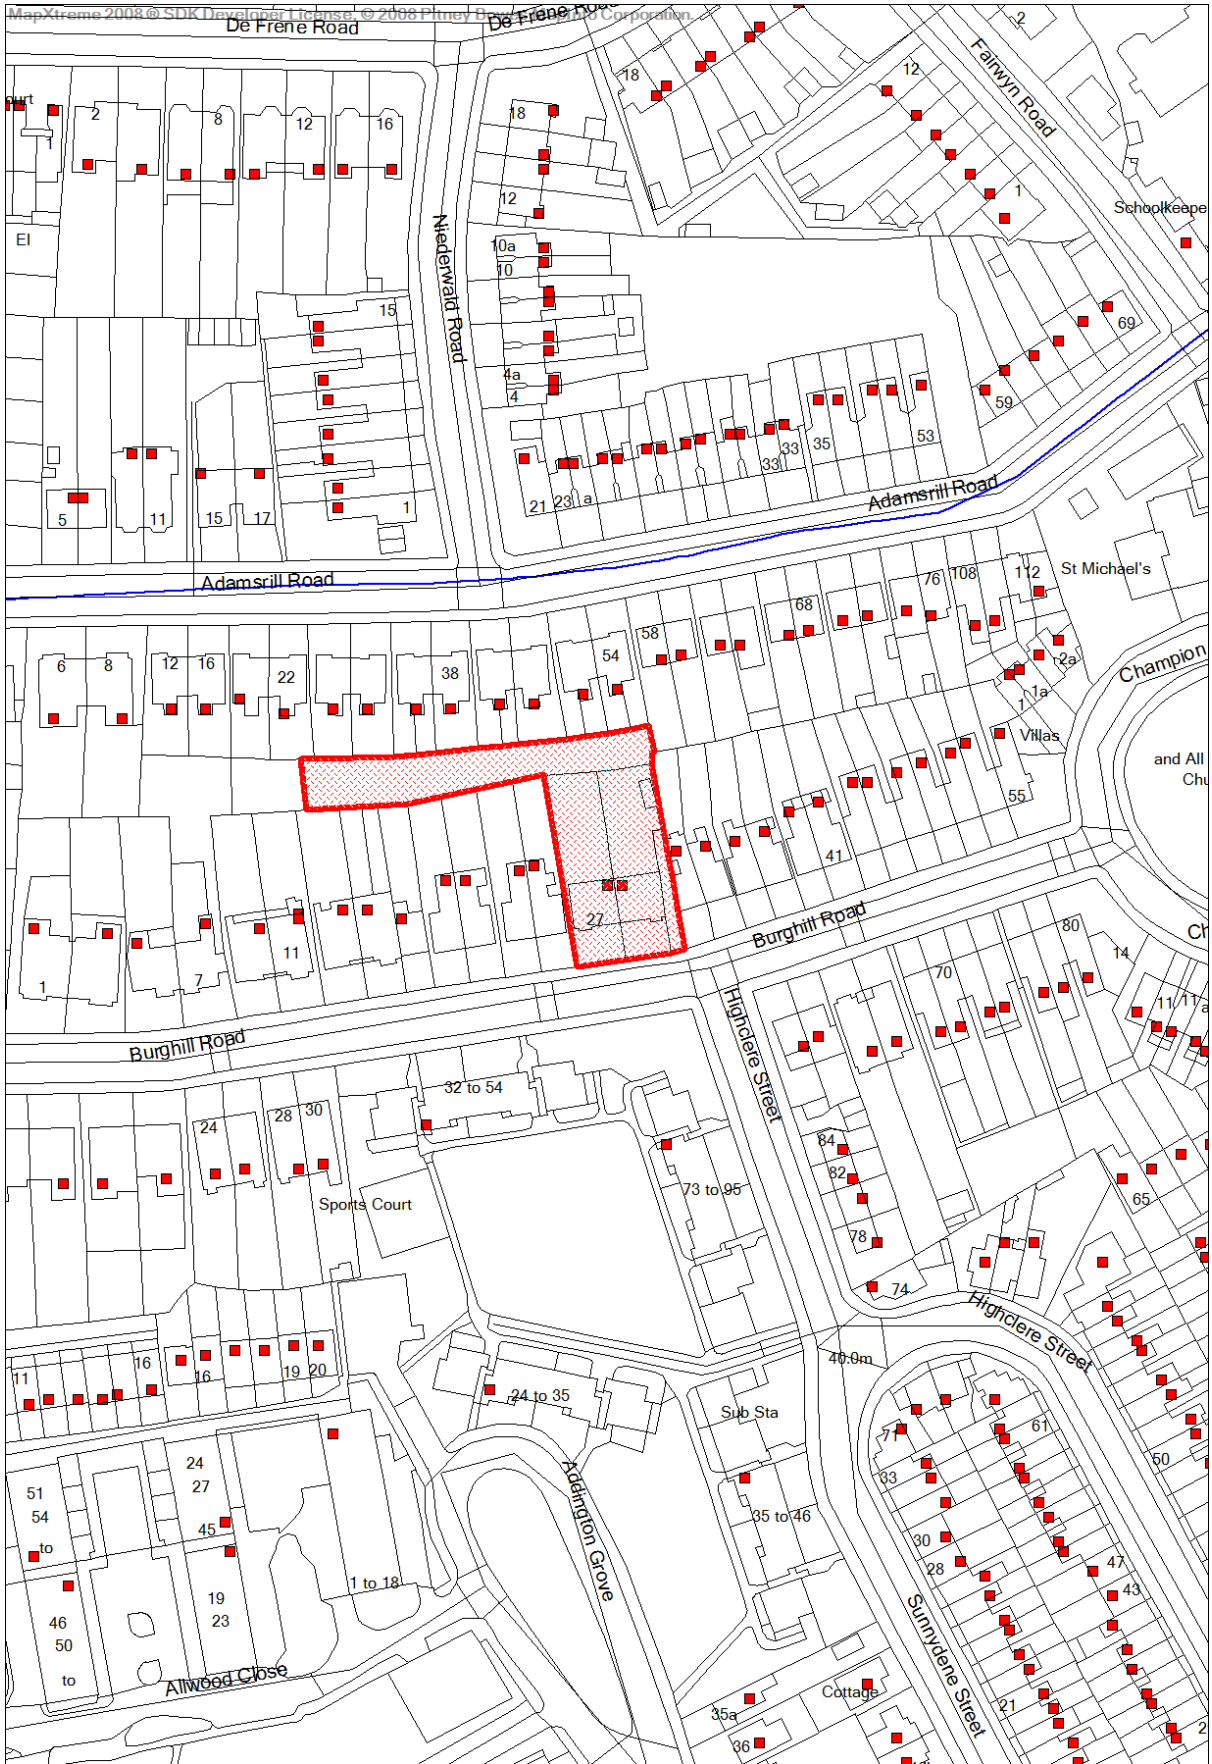 MapXtreme 2008 ® SDK Developer License. © 2008 Pitney Corporation.
De Frene Road
De Frene
2
18
12
Fairwyn Road
ourt
1
2
8
12
16
18
12
1
Schoolkeepe
El
Niederwald Road
10a
10
15
69
4a
4
59
5
11
15
17
1
21
23
a
33
33
35
53
Adamsrill Road
Adamsrill Road
St Michael's
6
8
12
16
22
38
54
58
68
76
108
112
2a
1a
1
Villas
Champion
and All
Chu
55
41
27
Burghill Road
1
7
11
Burghill Road
Highclere Street
80
14
Ch
70
11
11
a
32 to 54
24
28
30
Sports Court
73 to 95
84
82
78
74
65
Highclere Street
40.0m
11
16
16
19
20
24 to 35
Sub Sta
71
61
33
50
51
54
to
24
27
45
Addington Grove
35 to 46
30
28
47
43
1 to 18
19
23
46
50
to
Allwood Close
Sunnydene Street
Cottage
35a
36
21
2